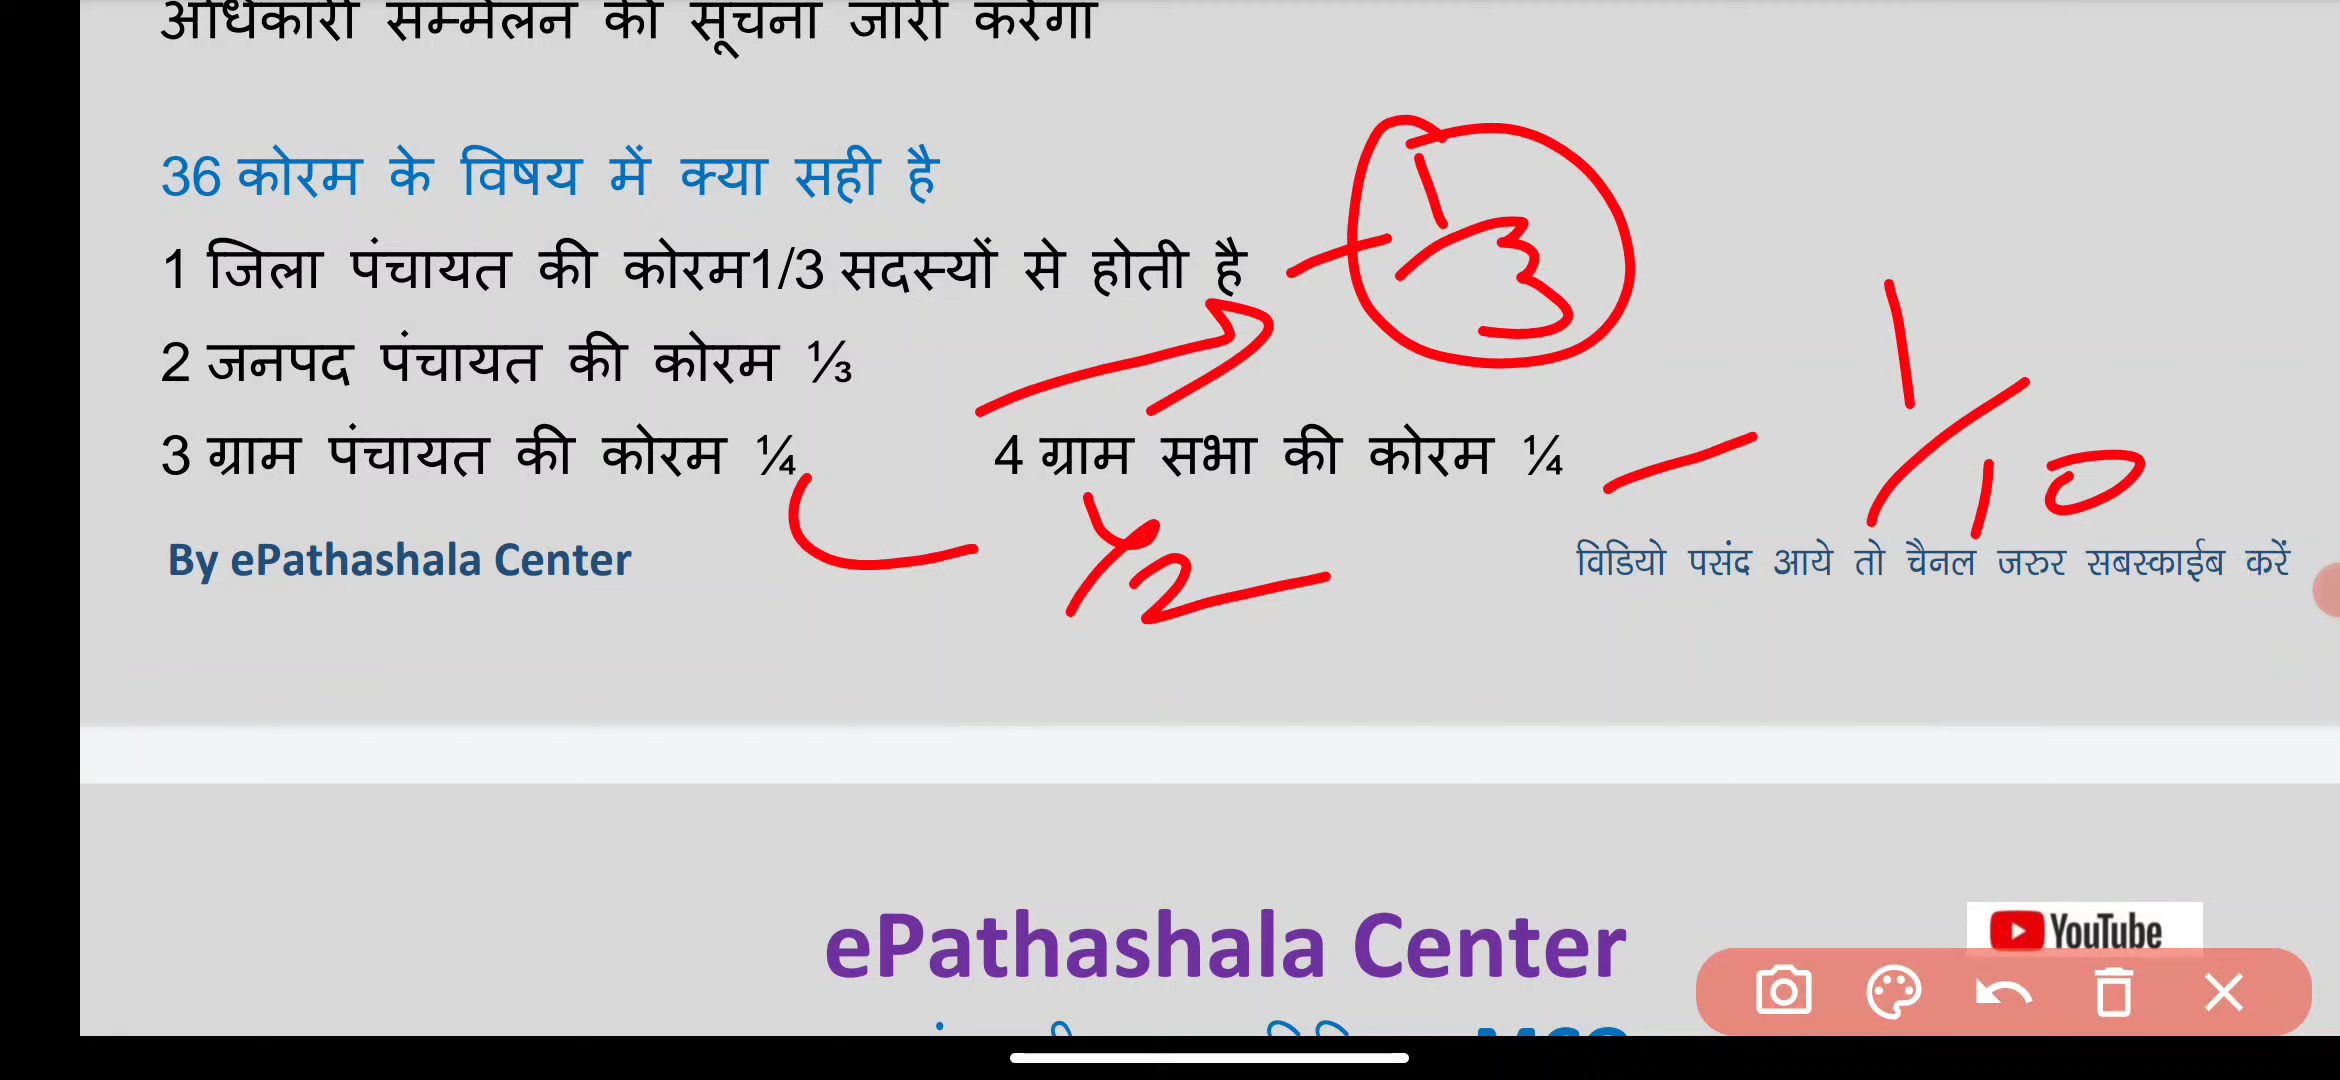 अधिकारी सम्मेलन की सूचना जारी करेगा
36 कोरम के विषय में क्या सही है
1 जिला पंचायत की कोरम1/3 सदस्यों से होती है
1/3
2 जनपद पंचायत की कोरम ⅓
3 ग्राम पंचायत की कोरम ¼ 4 ग्राम सभा की कोरम ¼
1/10
1/2
By ePathashala Center
विडियो पसंद आये तो चैनल जरुर सबस्काईब करें
ePathashala Center
YouTube